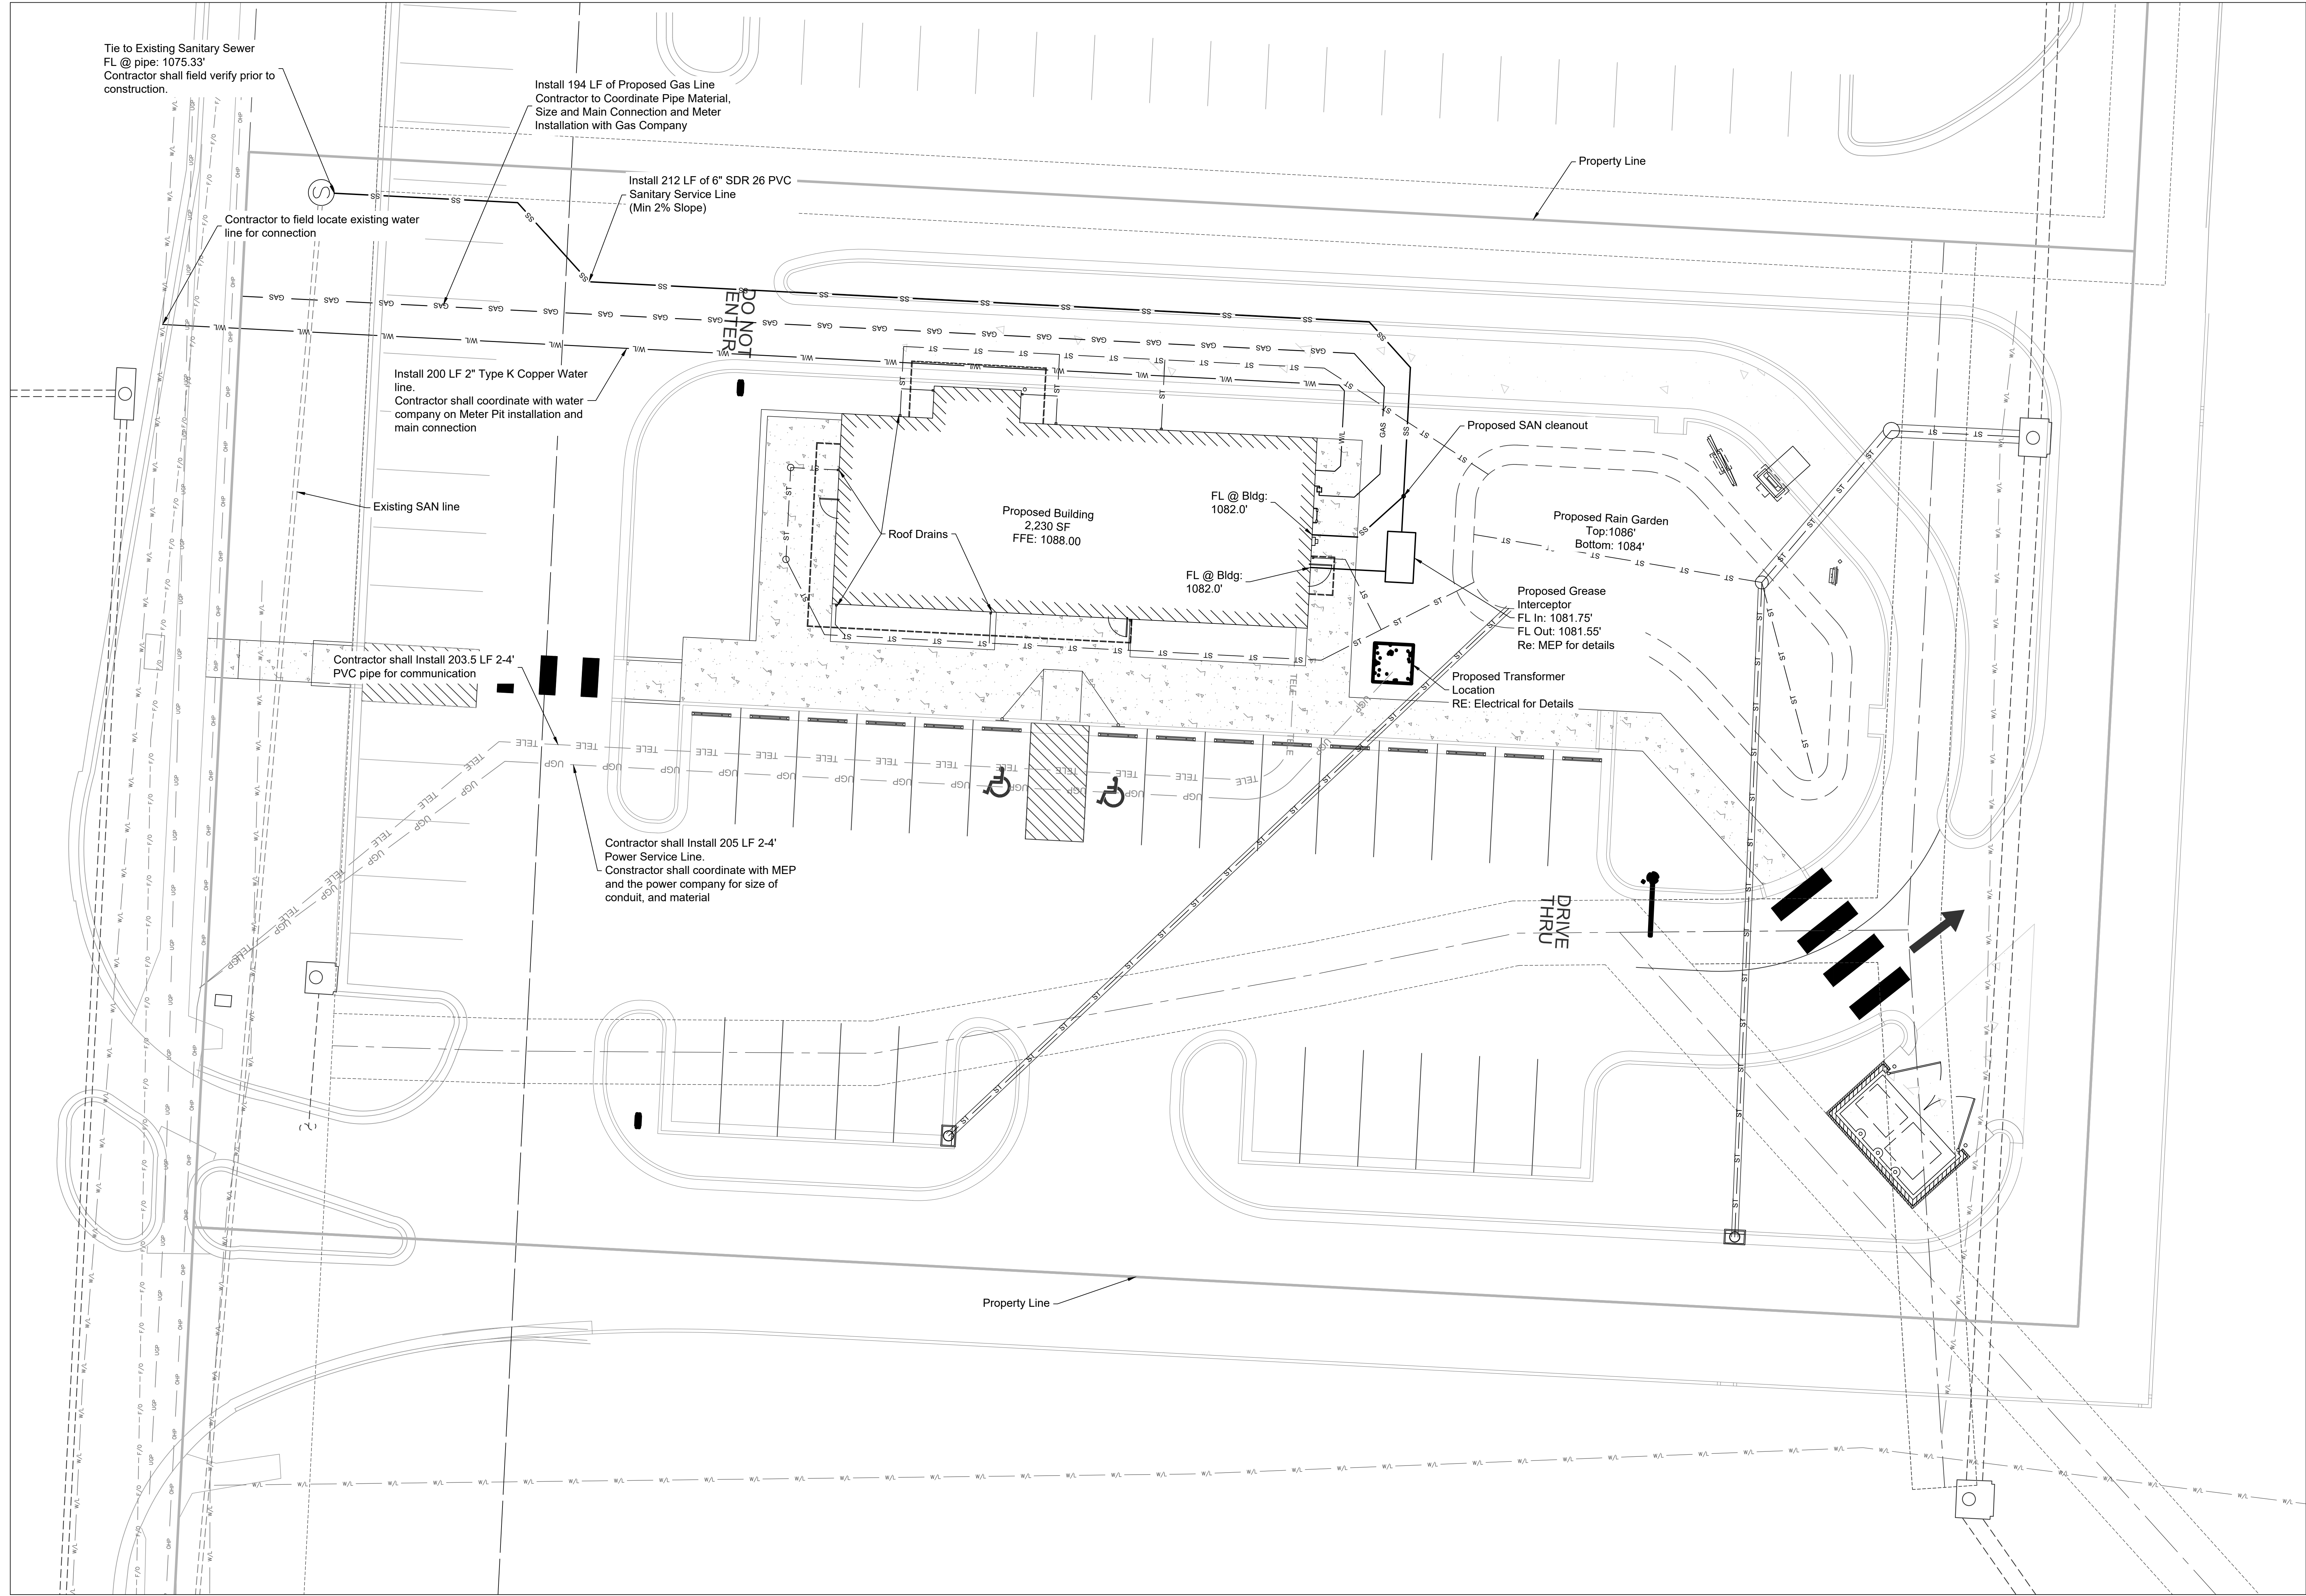 Tie to Existing Sanitary Sewer
FL @ pipe: 1075.33'
Contractor shall field verify prior to
construction.
Install 194 LF of Proposed Gas Line
Contractor to Coordinate Pipe Material,
Size and Main Connection and Meter
Installation with Gas Company
Property Line
Install 212 LF of 6" SDR 26 PVC
Sanitary Service Line
(Min 2% Slope)
S
Contractor to field locate existing water
line for connection
DO NOT
ENTER
Install 200 LF 2" Type K Copper Water
line.
Contractor shall coordinate with water
company on Meter Pit installation and
main connection
Proposed SAN cleanout
Existing SAN line
FL @ Bldg:
1082.0'
Proposed Building
2,230 SF
FFE: 1088.00
Roof Drains
Proposed Rain Garden
Top:1086'
Bottom: 1084'
FL @ Bldg:
1082.0'
Proposed Grease
Interceptor
FL In: 1081.75'
FL Out: 1081.55'
Re: MEP for details
Contractor shall Install 203.5 LF 2-4'
PVC pipe for communication
Proposed Transformer
Location
RE: Electrical for Details
Contractor shall Install 205 LF 2-4'
Power Service Line.
Constractor shall coordinate with MEP
and the power company for size of
conduit, and material
DRIVE
THRU
Property Line
SS
GAS
W/L
ST
TELE
UGP
OHP
F/O